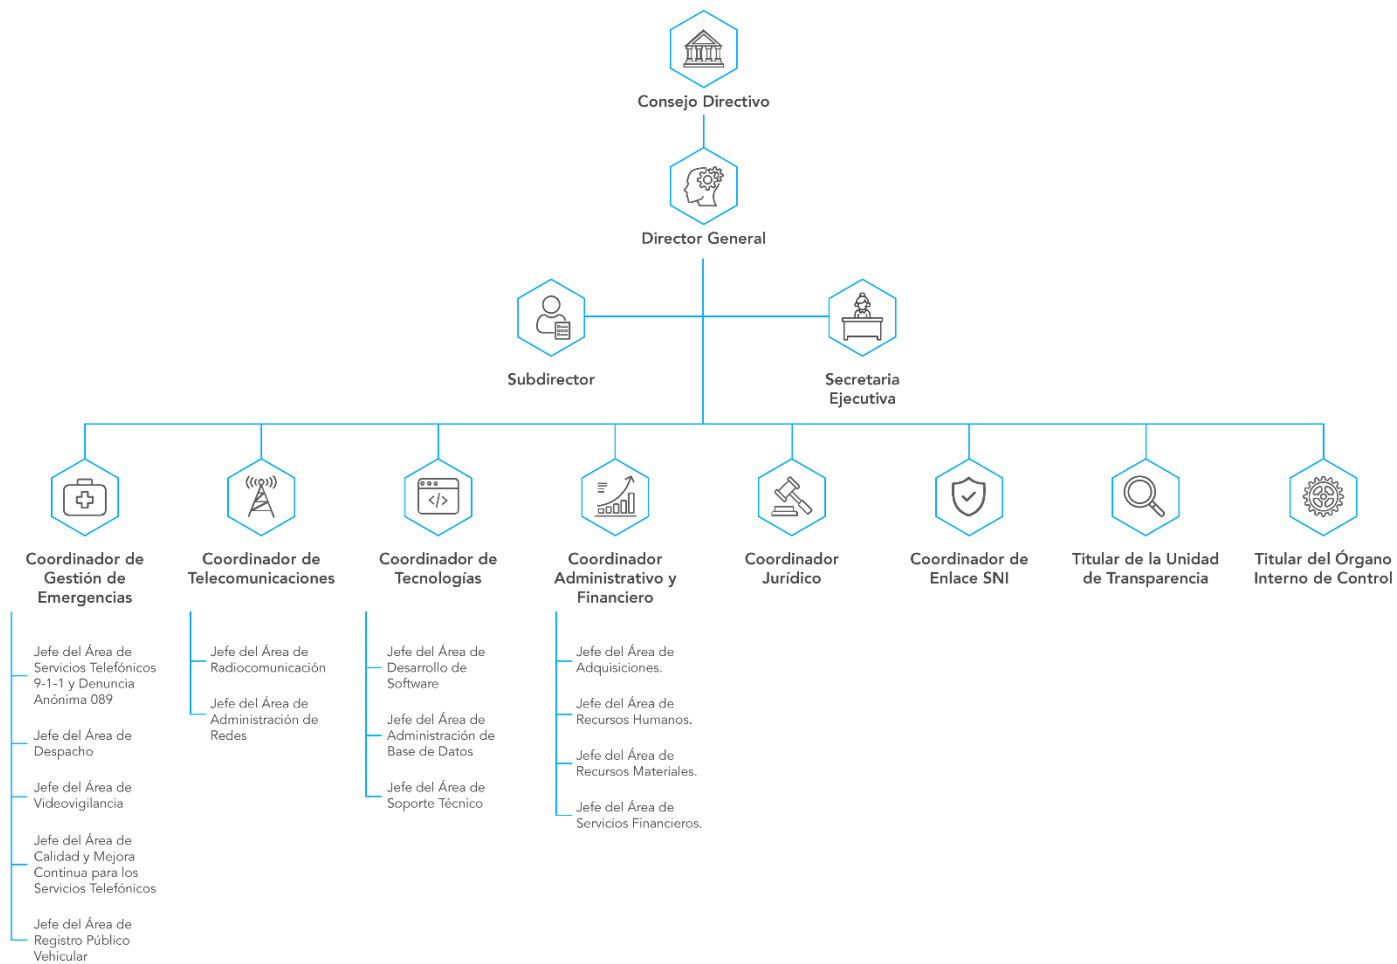 Consejo Directivo
Director General
Subdirector
Secretaria
Ejecutiva
Coordinador de
Gestión de
Emergencias
Coordinador de
Telecomunicaciones
Coordinador de
Tecnologías
Coordinador
Administrativo y
Financiero
Coordinador
Jurídico
Coordinador de
Enlace SNI
Titular de la Unidad
de Transparencia
Titular del Órgano
Interno de Control
Jefe del Área de
Servicios Telefónicos
9-1-1 y Denuncia
Anónima 089
Jefe del Área de
Despacho
Jefe del Área de
Videovigilancia
Jefe del Área de
Calidad y Mejora
Continua para los
Servicios Telefónicos
Jefe del Área de
Registro Público
Vehicular
Jefe del Área de
Radiocomunicación
Jefe del Área de
Administración de
Redes
Jefe del Área de
Desarrollo de
Software
Jefe del Área de
Administración de
Base de Datos
Jefe del Área de
Soporte Técnico
Jefe del Área de
Adquisiciones.
Jefe del Área de
Recursos Humanos.
Jefe del Área de
Recursos Materiales.
Jefe del Área de
Servicios Financieros.